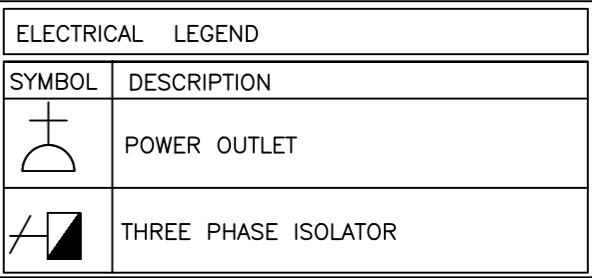 ELECTRICAL LEGEND
SYMBOL DESCRIPTION
POWER OUTLET
THREE PHASE ISOLATOR